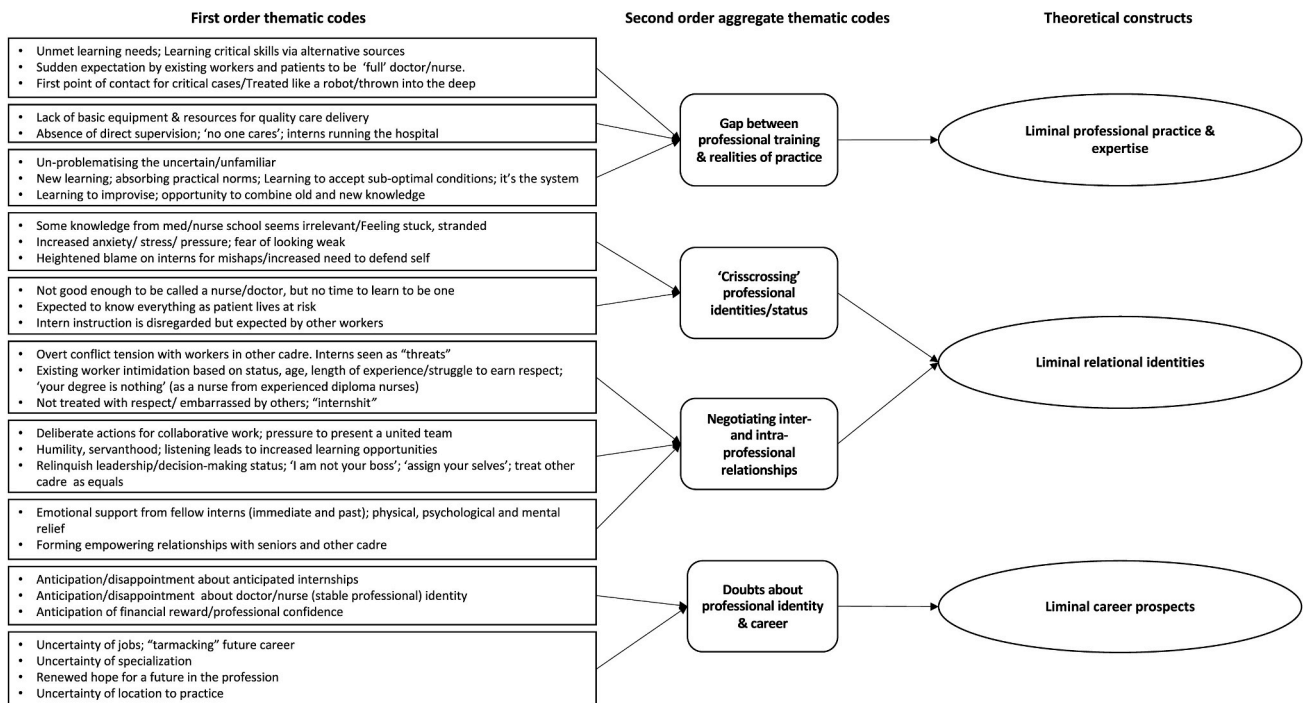 First order thematic codes
Second order aggregate thematic codes
Theoretical constructs
• Unmet learning needs; Learning critical skills via alternative sources
• Sudden expectation by existing workers and patients to be ‘full’ doctor/nurse.
• First point of contact for critical cases/Treated like a robot/thrown into the deep
• Lack of basic equipment & resources for quality care delivery
• Absence of direct supervision; ‘no one cares’; interns running the hospital
• Un-problematising the uncertain/unfamiliar
• New learning; absorbing practical norms; Learning to accept sub-optimal conditions; it’s the system
• Learning to improvise; opportunity to combine old and new knowledge
• Some knowledge from med/nurse school seems irrelevant/Feeling stuck, stranded
• Increased anxiety/ stress/ pressure; fear of looking weak
• Heightened blame on interns for mishaps/increased need to defend self
• Not good enough to be called a nurse/doctor, but no time to learn to be one
• Expected to know everything as patient lives at risk
• Intern instruction is disregarded but expected by other workers
• Overt conflict tension with workers in other cadre. Interns seen as “threats”
• Existing worker intimidation based on status, age, length of experience/struggle to earn respect;
‘your degree is nothing’ (as a nurse from experienced diploma nurses)
• Not treated with respect/ embarrassed by others; “internshit”
• Deliberate actions for collaborative work; pressure to present a united team
• Humility, servanthood; listening leads to increased learning opportunities
• Relinquish leadership/decision-making status; ‘I am not your boss’; ‘assign your selves’; treat other
cadre as equals
• Emotional support from fellow interns (immediate and past); physical, psychological and mental
relief
• Forming empowering relationships with seniors and other cadre
• Anticipation/disappointment about anticipated internships
• Anticipation/disappointment about doctor/nurse (stable professional) identity
• Anticipation of financial reward/professional confidence
• Uncertainty of jobs; “tarmacking” future career
• Uncertainty of specialization
• Renewed hope for a future in the profession
• Uncertainty of location to practice
Gap between
professional training
& realities of practice
‘Crisscrossing’
professional
identities/status
Negotiating inter-
and intra-
professional
relationships
Doubts about
professional identity
& career
Liminal professional practice &
expertise
Liminal relational identities
Liminal career prospects